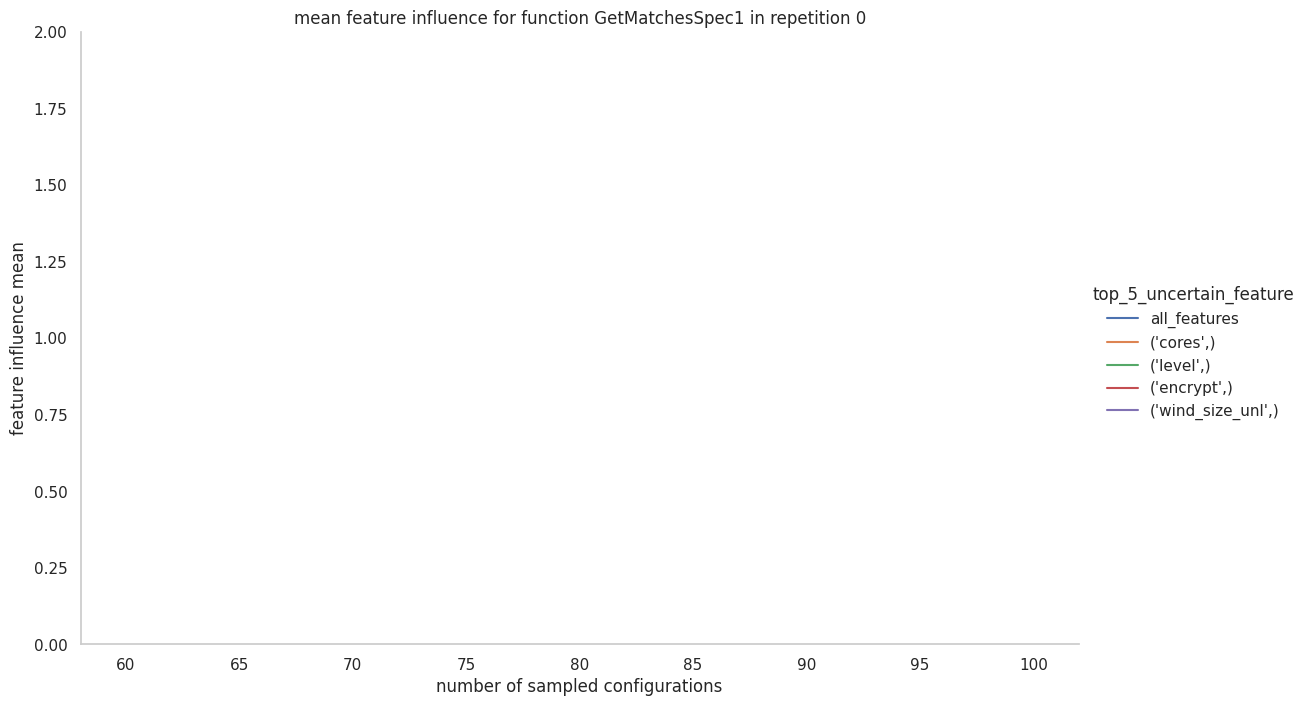 mean feature influence for function GetMatchesSpec1 in repetition 0
2.00
1.75
1.50
1.25
1.00
0.75
0.50
0.25
0.00
feature influence mean
60 65 70 75 80 85 90 95 100
number of sampled configurations
top_5_uncertain_feature
all_features
('cores',)
('level',)
('encrypt',)
('wind_size_unl',)